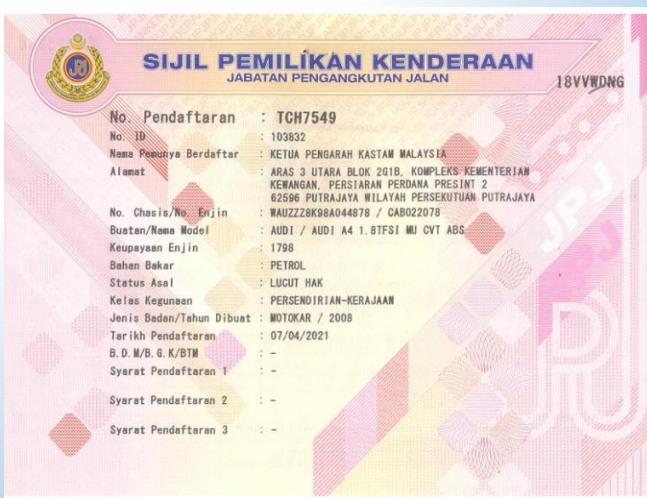 SIJIL PEMILIKAN KENDERAAN
JABATAN PENGANGKUTAN JALAN
18VVWDNG
No. Pendaftaran : TCH7549
No. ID : 103832
Nama Pemunya Berdaftar : KETUA PENGARAH KASTAM MALAYSIA
Alamat : ARAS 3 UTARA BLOK 2G1B, KOMPLEKS KEMENTERIAN
KEWANGAN, PERSIARAN PERDANA PRESINT 2
62596 PUTRAJAYA WILAYAH PERSEKUTUAN PUTRAJAYA
No. Chasis/No. Enjin : WAUZZZ8K98A044878 / CAB022078
Buatan/Nama Model : AUDI / AUDI A4 1.8TFSI MU CVT ABS
Keupayaan Enjin : 1798
Bahan Bakar : PETROL
Status Asal : LUCUT HAK
Kelas Kegunaan : PERSENDIRIAN-KERAJAAN
Jenis Badan/Tahun Dibuat : MOTOKAR / 2008
Tarikh Pendaftaran : 07/04/2021
B.D.M/B.G.K/BTM : -
Syarat Pendaftaran 1 : -
Syarat Pendaftaran 2 : -
Syarat Pendaftaran 3 : -
JPJ
JPJ